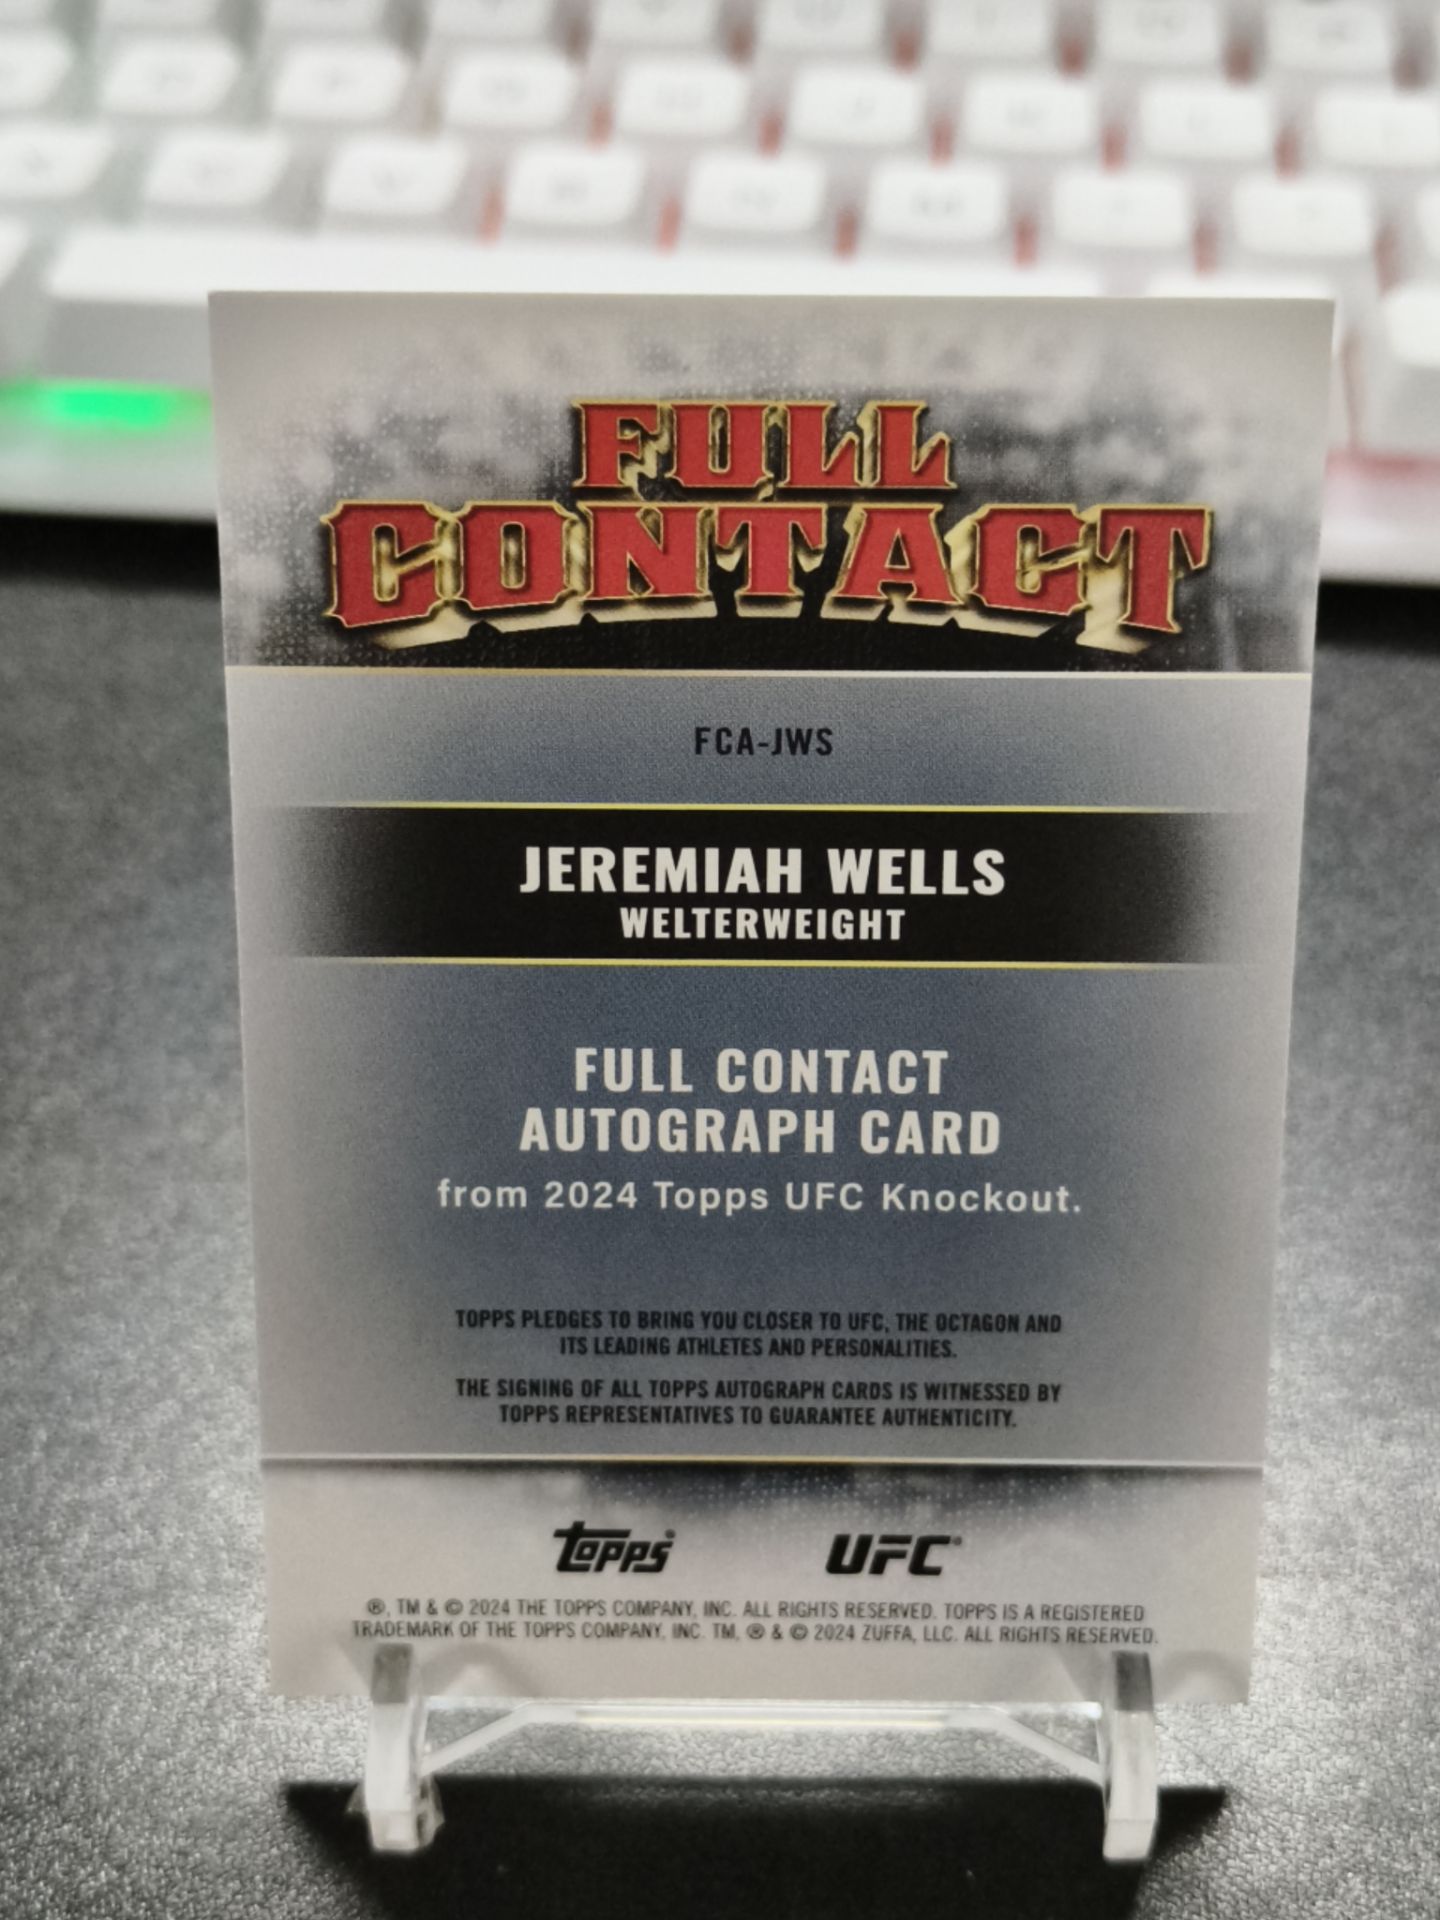 FULL
CONTACT
FCA-JWS
JEREMIAH WELLS
WELTERWEIGHT
FULL CONTACT
AUTOGRAPH CARD
from 2024 Topps UFC Knockout.
TOPPS PLEDGES TO BRING YOU CLOSER TO UFC, THE OCTAGON AND
ITS LEADING ATHLETES AND PERSONALITIES.
THE SIGNING OF ALL TOPPS AUTOGRAPH CARDS IS WITNESSED BY
TOPPS REPRESENTATIVES TO GUARANTEE AUTHENTICITY.
Topps® UFC®
®, TM & © 2024 THE TOPPS COMPANY, INC. ALL RIGHTS RESERVED. TOPPS IS A REGISTERED
TRADEMARK OF THE TOPPS COMPANY, INC. TM, ® & © 2024 ZUFFA, LLC. ALL RIGHTS RESERVED.